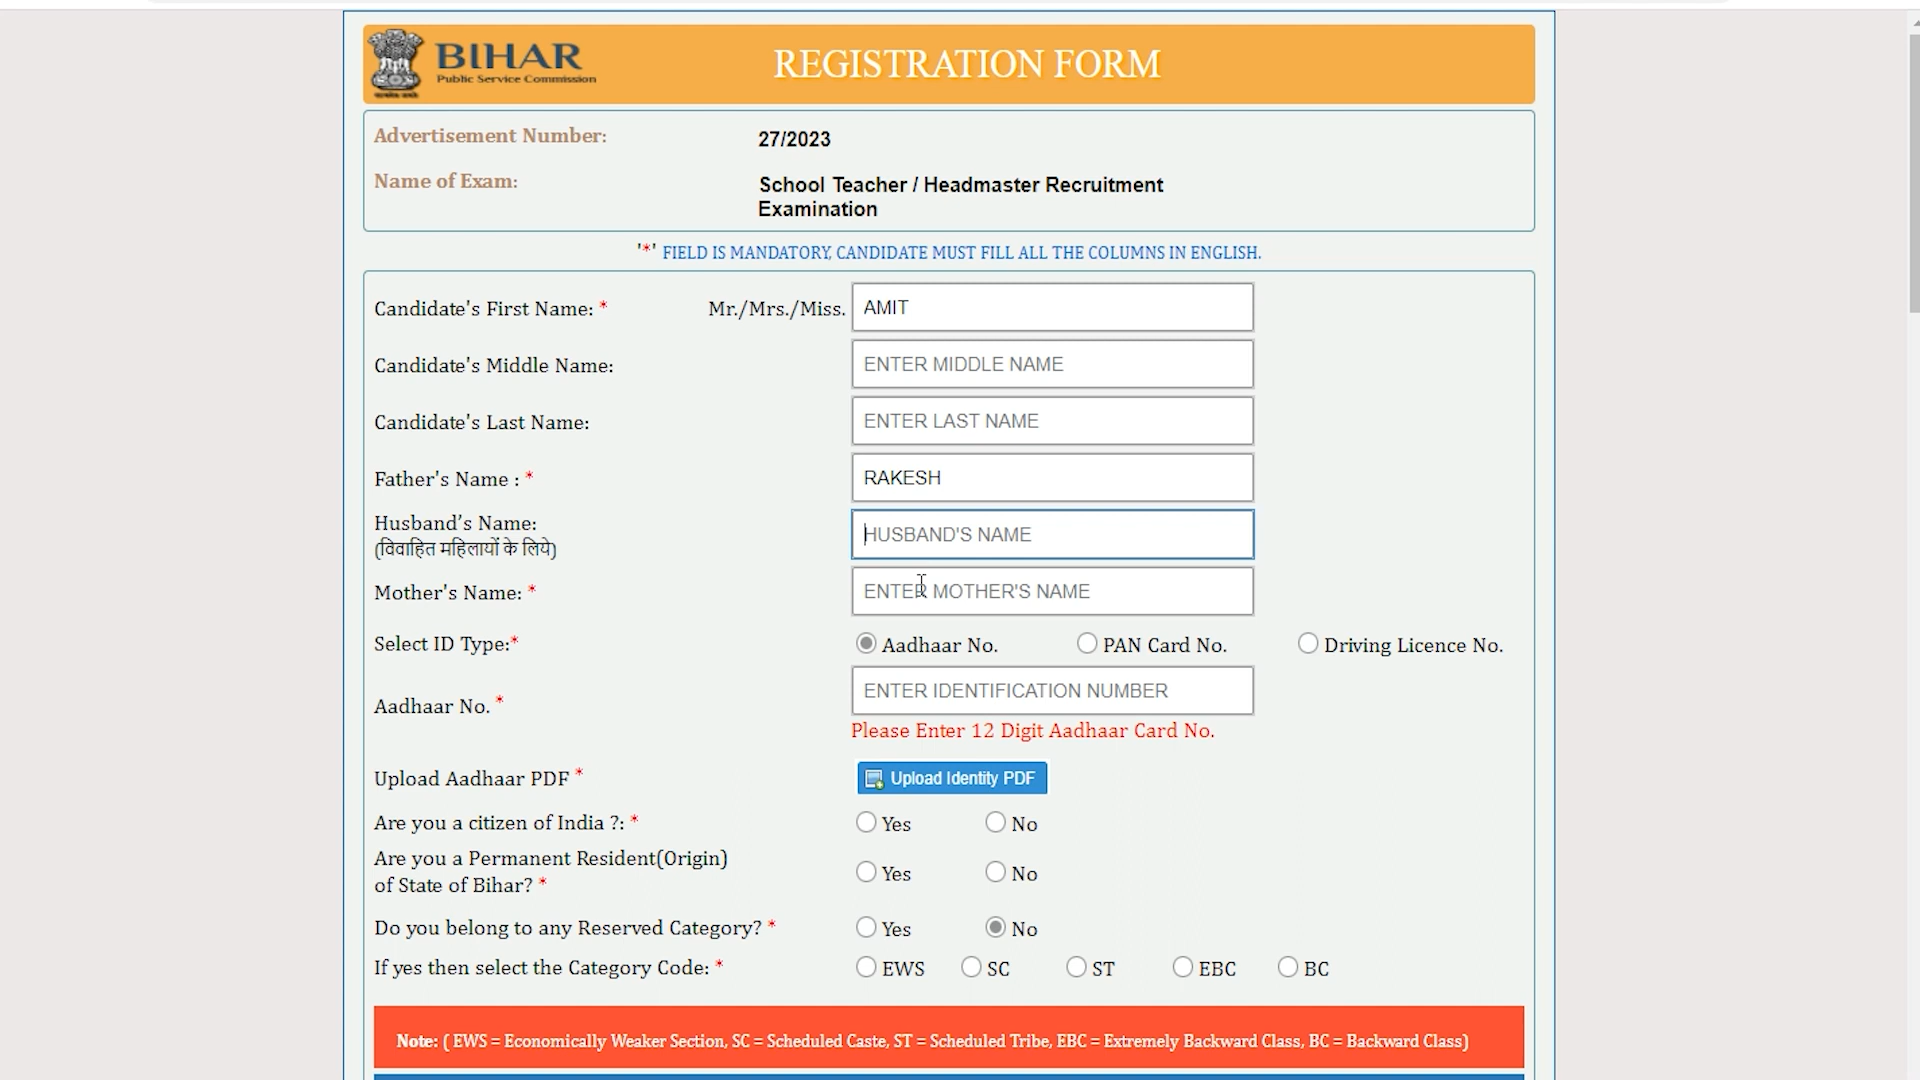 BIHAR
Public Service Commission
REGISTRATION FORM
Advertisement Number: 27/2023
Name of Exam: School Teacher / Headmaster Recruitment
Examination
'*' FIELD IS MANDATORY, CANDIDATE MUST FILL ALL THE COLUMNS IN ENGLISH.
Candidate's First Name: * Mr./Mrs./Miss. AMIT
Candidate's Middle Name: ENTER MIDDLE NAME
Candidate's Last Name: ENTER LAST NAME
Father's Name : * RAKESH
Husband's Name: HUSBAND'S NAME
(विवाहित महिलायों के लिये)
Mother's Name: * ENTER MOTHER'S NAME
Select ID Type:* Aadhaar No. PAN Card No. Driving Licence No.
Aadhaar No. * ENTER IDENTIFICATION NUMBER
Please Enter 12 Digit Aadhaar Card No.
Upload Aadhaar PDF * Upload Identity PDF
Are you a citizen of India ?: * Yes No
Are you a Permanent Resident(Origin)
of State of Bihar? * Yes No
Do you belong to any Reserved Category? * Yes No
If yes then select the Category Code: * EWS SC ST EBC BC
Note: ( EWS = Economically Weaker Section, SC = Scheduled Caste, ST = Scheduled Tribe, EBC = Extremely Backward Class, BC = Backward Class)